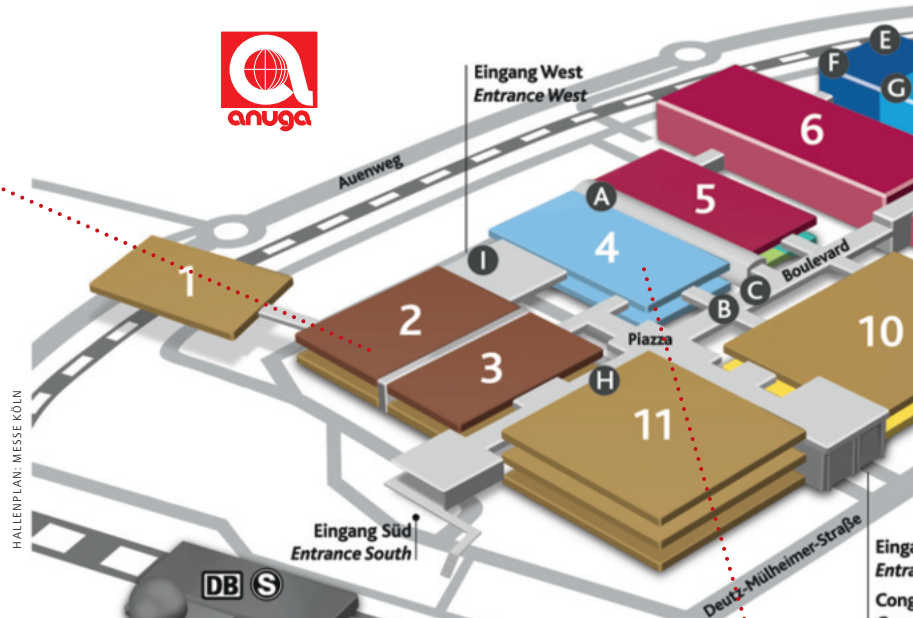 anuga
Eingang West
Entrance West
E
F
G
6
Auenweg
A
5
4
I
1
Boulevard
C
B
2
Piazza
10
3
H
11
HALLENPLAN: MESSE KÖLN
Eingang Süd
Entrance South
DB S
Deutz-Mülheimer-Straße
Einga
Entra
Cong